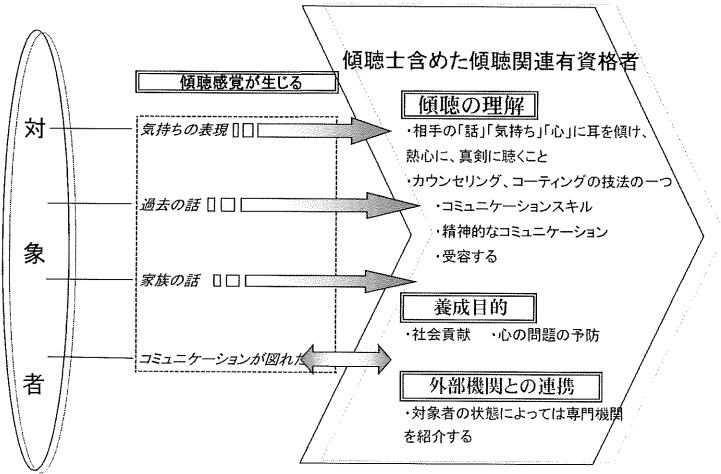 対象者
傾聴感覚が生じる
気持ちの表現
過去の話
家族の話
コミュニケーションが図れた
傾聴士含めた傾聴関連有資格者
傾聴の理解
・相手の「話」「気持ち」「心」に耳を傾け、
熱心に、真剣に聴くこと
・カウンセリング、コーティングの技法の一つ
・コミュニケーションスキル
・精神的なコミュニケーション
・受容する
養成目的
・社会貢献 ・心の問題の予防
外部機関との連携
・対象者の状態によっては専門機関
を紹介する